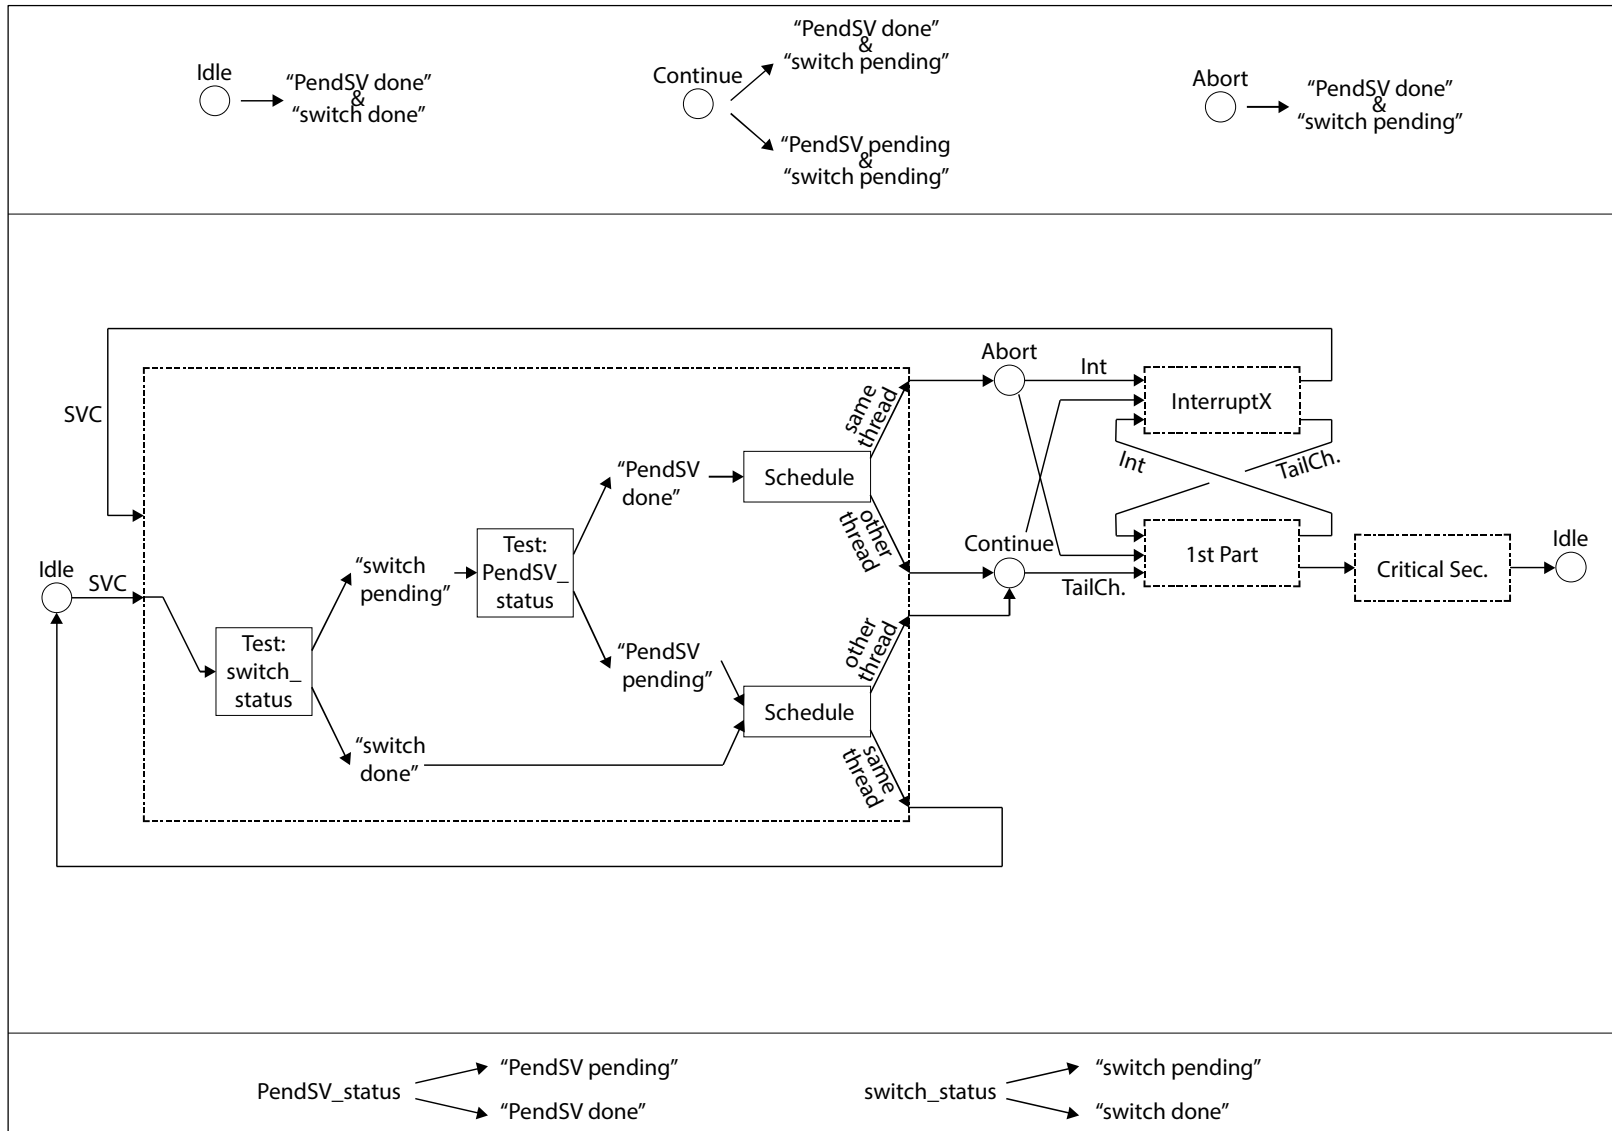 Idle
“PendSV done”
&
“switch done”
Continue
“PendSV done”
&
“switch pending”
“PendSV pending
&
“switch pending”
Abort
“PendSV done”
&
“switch pending”
SVC
Idle
SVC
Test:
switch_
status
“switch
pending”
“switch
done”
Test:
PendSV_
status
“PendSV
done”
“PendSV
pending”
Schedule
same
thread
other
thread
Schedule
other
thread
same
thread
Abort
Int
Continue
TailCh.
InterruptX
Int
TailCh.
1st Part
Critical Sec.
Idle
PendSV_status
“PendSV pending”
“PendSV done”
switch_status
“switch pending”
“switch done”